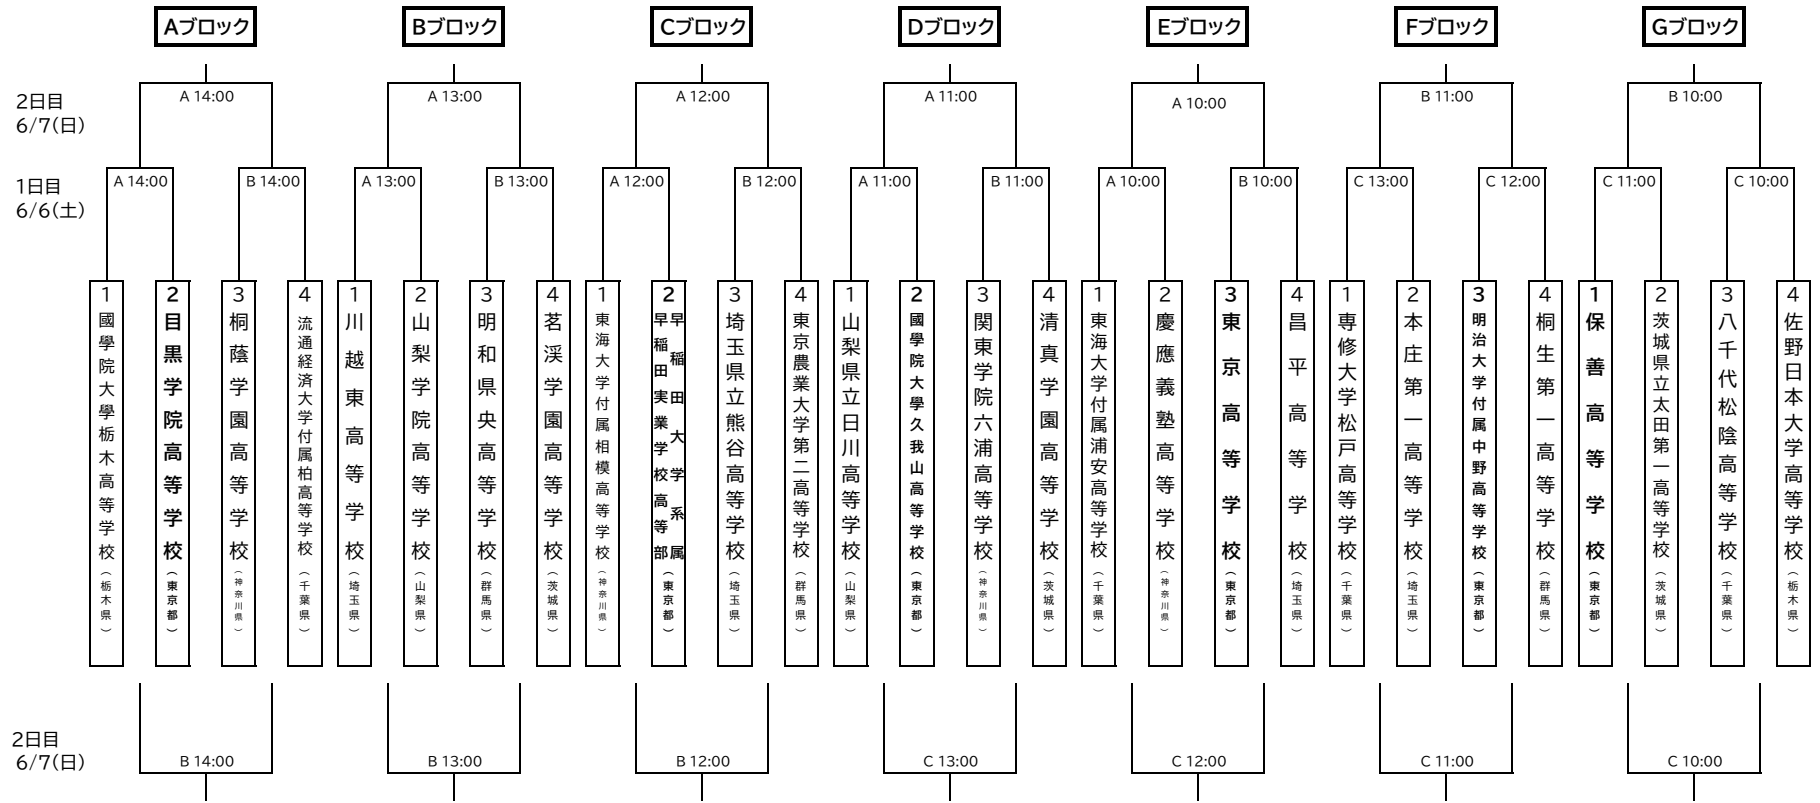 Aブロック
Bブロック
Cブロック
Dブロック
Eブロック
Fブロック
Gブロック
2日目
6/7(日)
A 14:00
A 13:00
A 12:00
A 11:00
A 10:00
B 11:00
B 10:00
1日目
6/6(土)
A 14:00
B 14:00
A 13:00
B 13:00
A 12:00
B 12:00
A 11:00
B 11:00
A 10:00
B 10:00
C 13:00
C 12:00
C 11:00
C 10:00
1 國學院大學栃木高等学校(栃木県)
2 目黒学院高等学校(東京都)
3 桐蔭学園高等学校(神奈川県)
4 流通経済大学付属柏高等学校(千葉県)
1 川越東高等学校(埼玉県)
2 山梨学院高等学校(山梨県)
3 明和県央高等学校(群馬県)
4 茗渓学園高等学校(茨城県)
1 東海大学付属相模高等学校(神奈川県)
2 早稲田大学系属
早稲田実業学校高等部(東京都)
3 埼玉県立熊谷高等学校(埼玉県)
4 東京農業大学第二高等学校(群馬県)
1 山梨県立日川高等学校(山梨県)
2 國學院大學久我山高等学校(東京都)
3 関東学院六浦高等学校(神奈川県)
4 清真学園高等学校(茨城県)
1 東海大学付属浦安高等学校(千葉県)
2 慶應義塾高等学校(神奈川県)
3 東京高等学校(東京都)
4 昌平高等学校(埼玉県)
1 専修大学松戸高等学校(千葉県)
2 本庄第一高等学校(埼玉県)
3 明治大学付属中野高等学校(東京都)
4 桐生第一高等学校(群馬県)
1 保善高等学校(東京都)
2 茨城県立太田第一高等学校(茨城県)
3 八千代松陰高等学校(千葉県)
4 佐野日本大学高等学校(栃木県)
2日目
6/7(日)
B 14:00
B 13:00
B 12:00
C 13:00
C 12:00
C 11:00
C 10:00